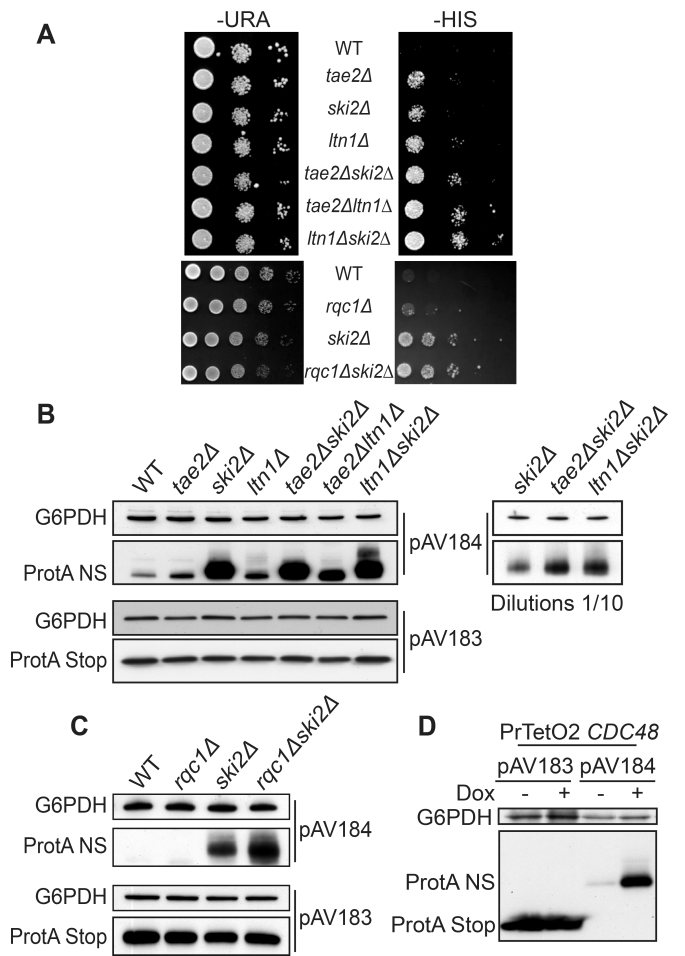 A
-URA -HIS
WT
tae2Δ
ski2Δ
ltn1Δ
tae2Δski2Δ
tae2Δltn1Δ
ltn1Δski2Δ
WT
rqc1Δ
ski2Δ
rqc1Δski2Δ
B
WT tae2Δ ski2Δ ltn1Δ tae2Δski2Δ tae2Δltn1Δ ltn1Δski2Δ ski2Δ tae2Δski2Δ ltn1Δski2Δ
G6PDH
pAV184
ProtA NS
Dilutions 1/10
G6PDH
pAV183
ProtA Stop
C
WT rqc1Δ ski2Δ rqc1Δski2Δ
G6PDH
pAV184
ProtA NS
G6PDH
pAV183
ProtA Stop
D
PrTetO2 CDC48
pAV183 pAV184
Dox - + - +
G6PDH
ProtA NS
ProtA Stop